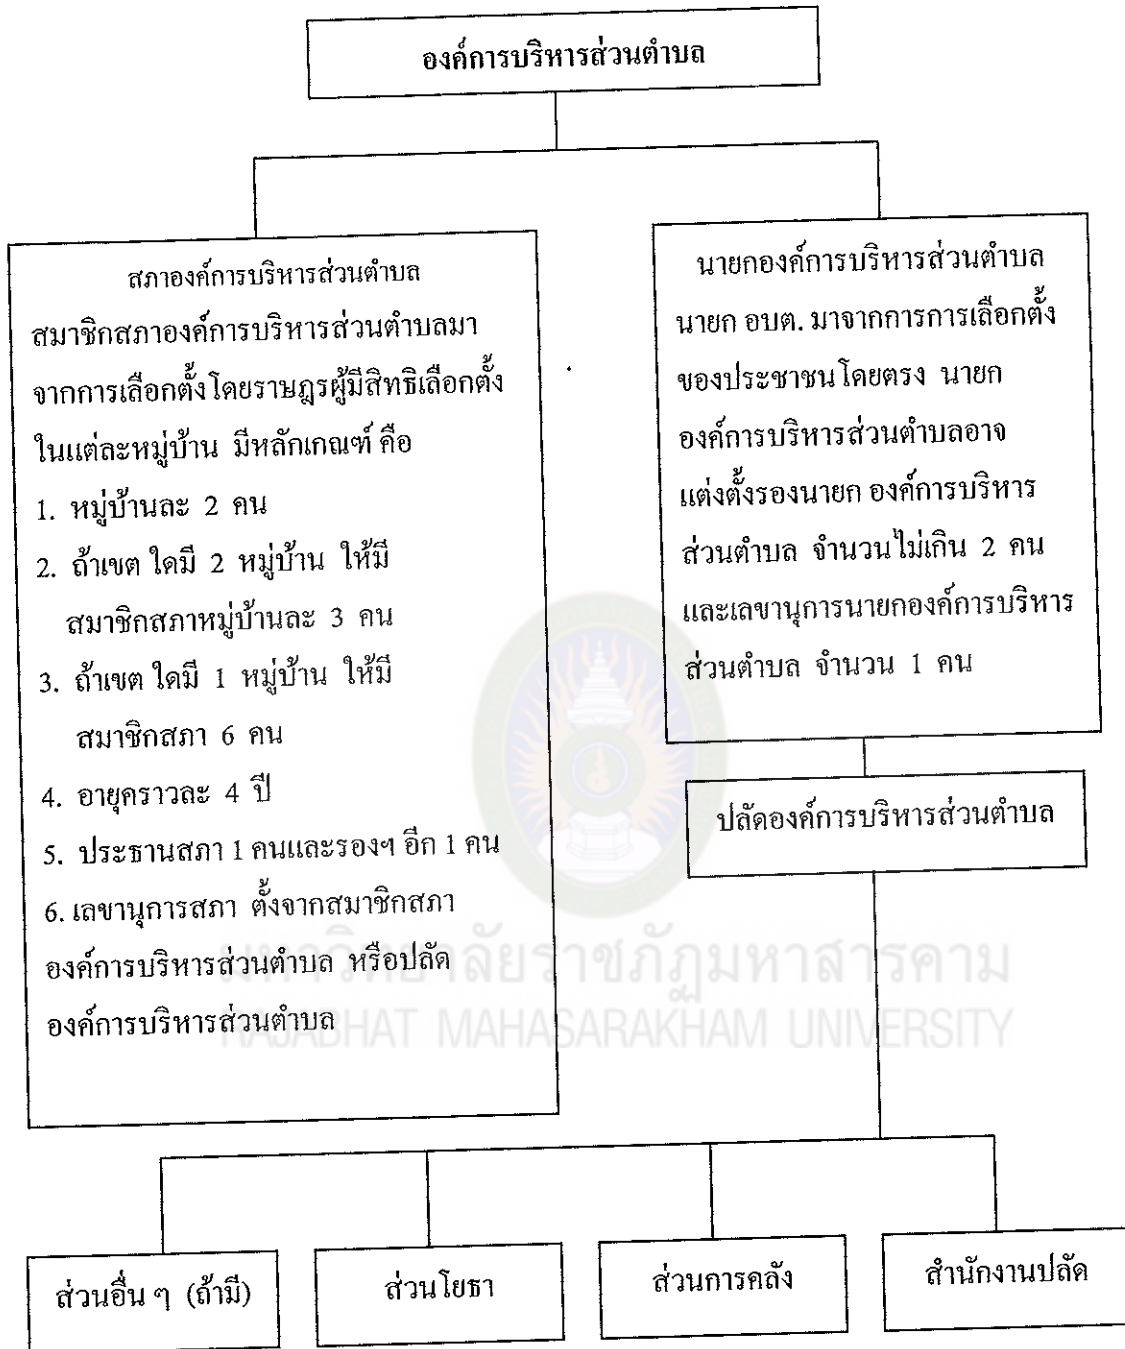 องค์การบริหารส่วนตำบล
สภาองค์การบริหารส่วนตำบล
สมาชิกสภาองค์การบริหารส่วนตำบลมา
จากการเลือกตั้งโดยราษฎรผู้มีสิทธิเลือกตั้ง
ในแต่ละหมู่บ้าน มีหลักเกณฑ์ คือ
1. หมู่บ้านละ 2 คน
2. ถ้าเขต ใดมี 2 หมู่บ้าน ให้มี
สมาชิกสภาหมู่บ้านละ 3 คน
3. ถ้าเขต ใดมี 1 หมู่บ้าน ให้มี
สมาชิกสภา 6 คน
4. อายุคราวละ 4 ปี
5. ประธานสภา 1 คนและรองฯ อีก 1 คน
6. เลขานุการสภา ตั้งจากสมาชิกสภา
องค์การบริหารส่วนตำบล หรือปลัด
องค์การบริหารส่วนตำบล
นายกองค์การบริหารส่วนตำบล
นายก อบต. มาจากการการเลือกตั้ง
ของประชาชนโดยตรง นายก
องค์การบริหารส่วนตำบลอาจ
แต่งตั้งรองนายก องค์การบริหาร
ส่วนตำบล จำนวนไม่เกิน 2 คน
และเลขานุการนายกองค์การบริหาร
ส่วนตำบล จำนวน 1 คน
ปลัดองค์การบริหารส่วนตำบล
มหาวิทยาลัยราชภัฏมหาสารคาม
RAJABHAT MAHASARAKHAM UNIVERSITY
ส่วนอื่น ๆ (ถ้ามี)
ส่วนโยธา
ส่วนการคลัง
สำนักงานปลัด